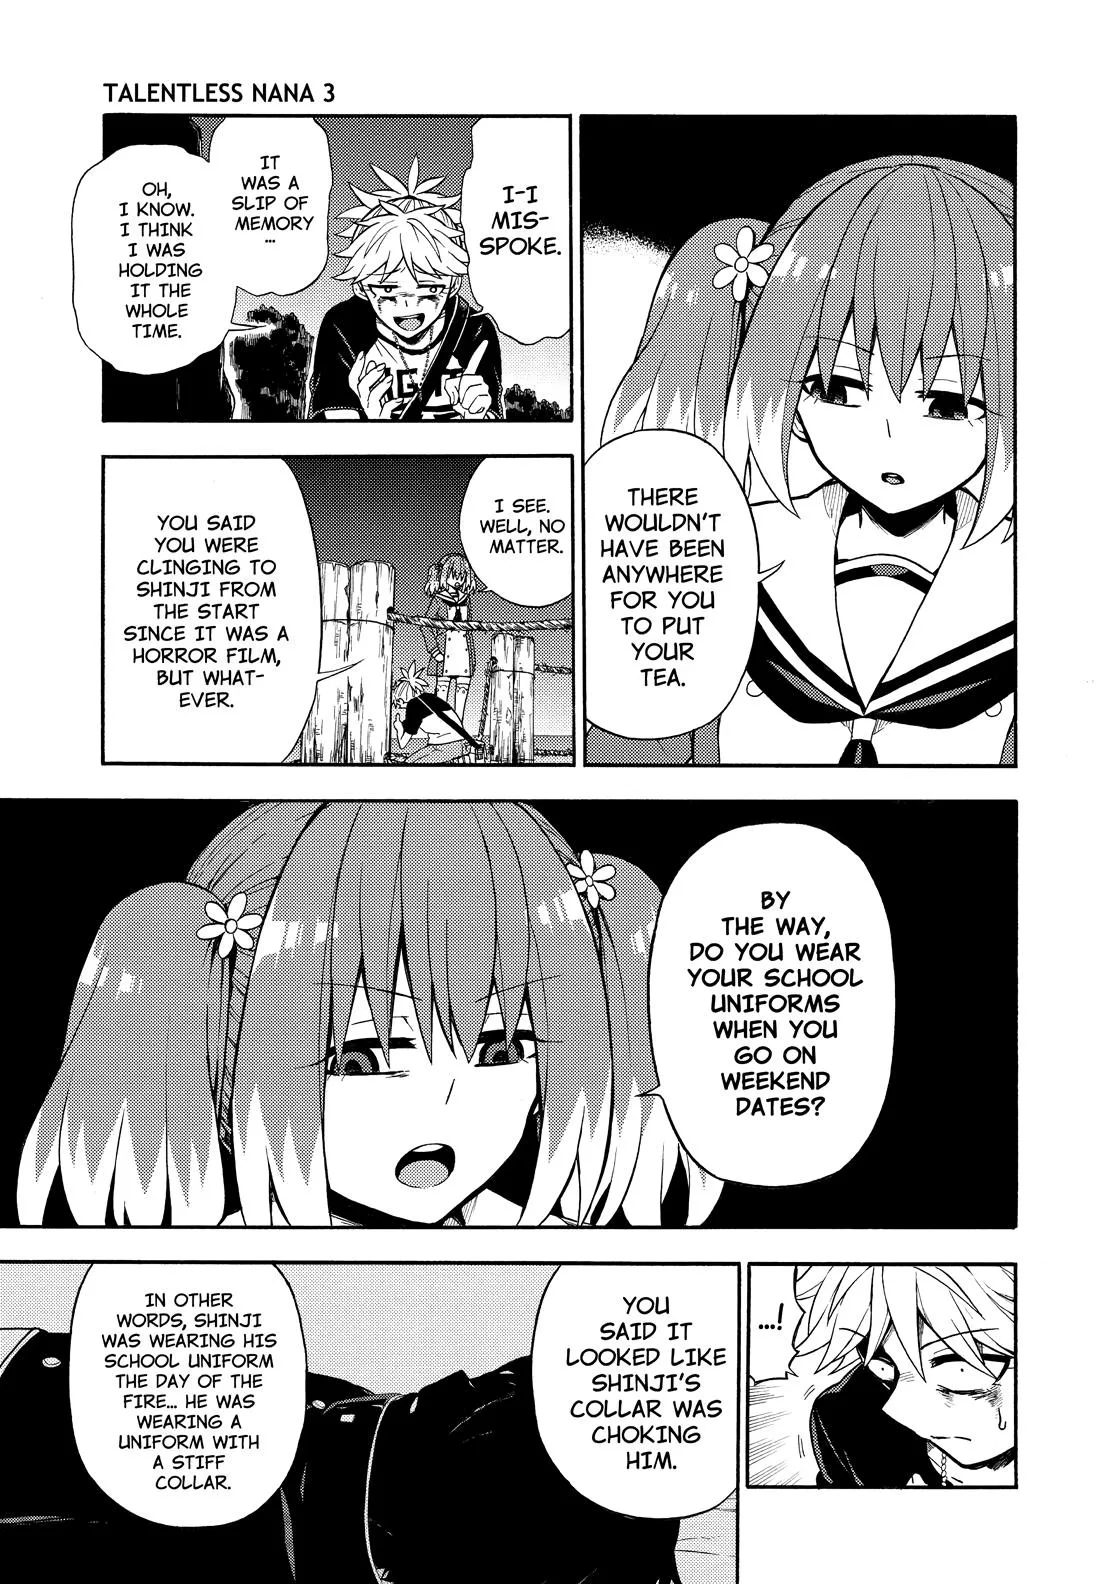 TALENTLESS NANA 3
THERE
WOULDN'T
HAVE BEEN
ANYWHERE
FOR YOU
TO PUT
YOUR
TEA.
I-I
MIS-
SPOKE.
IT
WAS A
SLIP OF
MEMORY
...
OH,
I KNOW.
I THINK
I WAS
HOLDING
IT THE
WHOLE
TIME.
I SEE.
WELL, NO
MATTER.
YOU SAID
YOU WERE
CLINGING TO
SHINJI FROM
THE START
SINCE IT WAS A
HORROR FILM,
BUT WHAT-
EVER.
BY
THE WAY,
DO YOU WEAR
YOUR SCHOOL
UNIFORMS
WHEN YOU
GO ON
WEEKEND
DATES?
...!
YOU
SAID IT
LOOKED LIKE
SHINJI'S
COLLAR WAS
CHOKING
HIM.
IN OTHER
WORDS, SHINJI
WAS WEARING HIS
SCHOOL UNIFORM
THE DAY OF THE
FIRE... HE WAS
WEARING A
UNIFORM WITH
A STIFF
COLLAR.